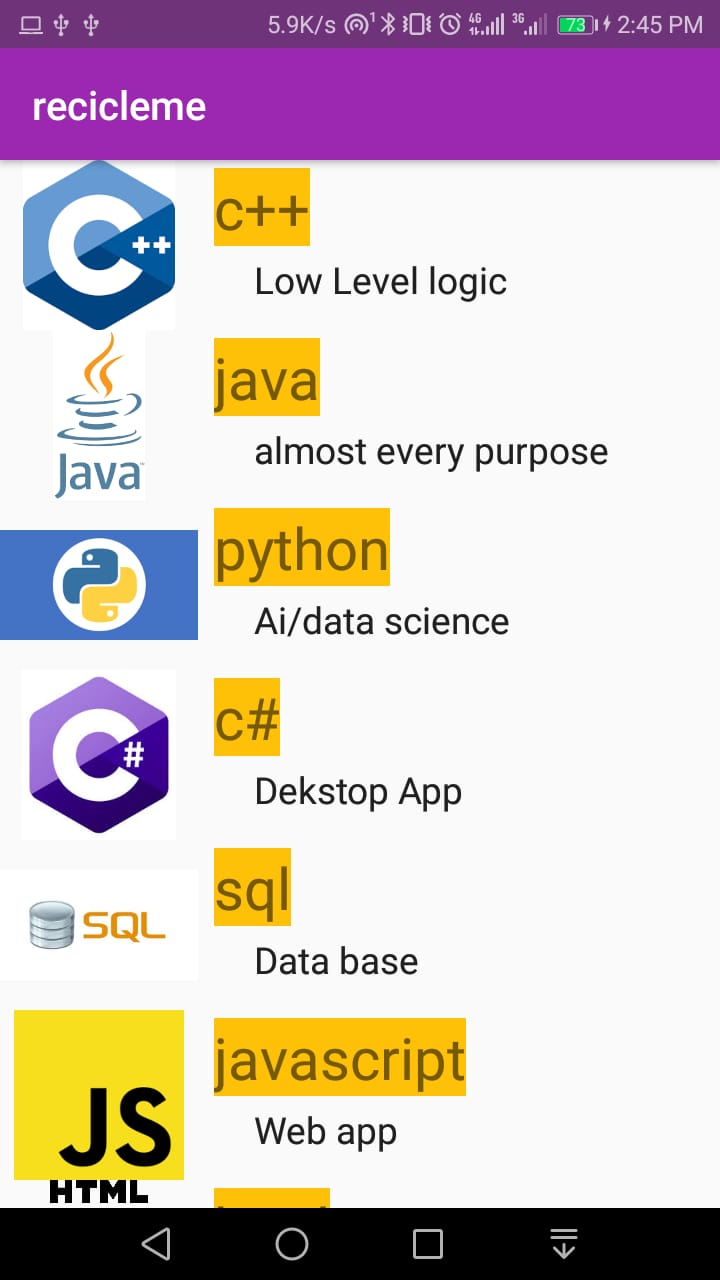 5.9K/s 1 4G 3G 73 2:45 PM
recicleme
C++
c++
Low Level logic
Java
java
almost every purpose
python
Ai/data science
C#
c#
Dekstop App
SQL
sql
Data base
JS
javascript
Web app
HTML